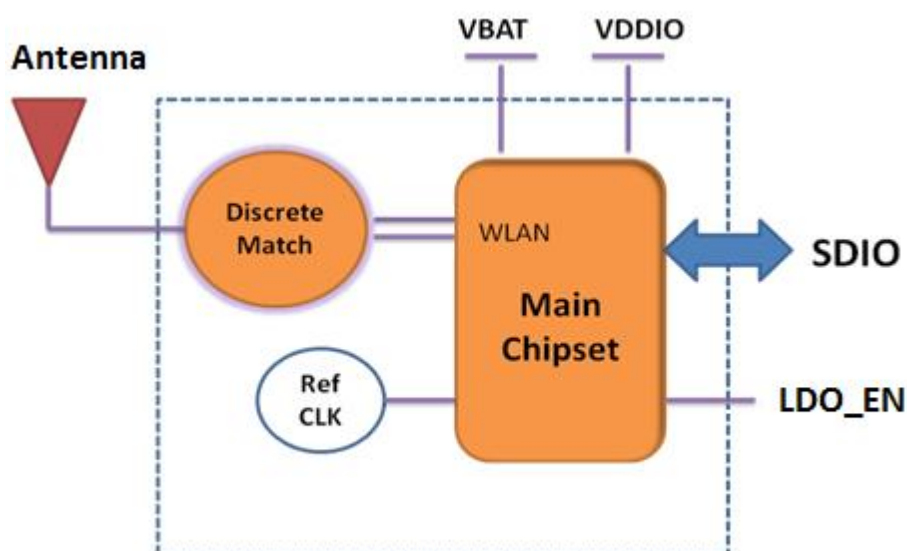 VBAT
VDDIO
Antenna
Discrete
Match
WLAN
SDIO
Main
Chipset
Ref
CLK
LDO_EN